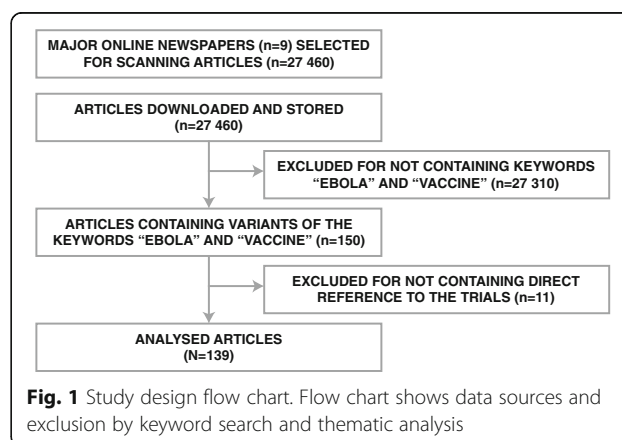 MAJOR ONLINE NEWSPAPERS (n=9) SELECTED
FOR SCANNING ARTICLES (n=27 460)
ARTICLES DOWNLOADED AND STORED
(n=27 460)
EXCLUDED FOR NOT CONTAINING KEYWORDS
“EBOLA” AND “VACCINE” (n=27 310)
ARTICLES CONTAINING VARIANTS OF THE
KEYWORDS “EBOLA” AND “VACCINE” (n=150)
EXCLUDED FOR NOT CONTAINING DIRECT
REFERENCE TO THE TRIALS (n=11)
ANALYSED ARTICLES
(N=139)
Fig. 1 Study design flow chart. Flow chart shows data sources and
exclusion by keyword search and thematic analysis